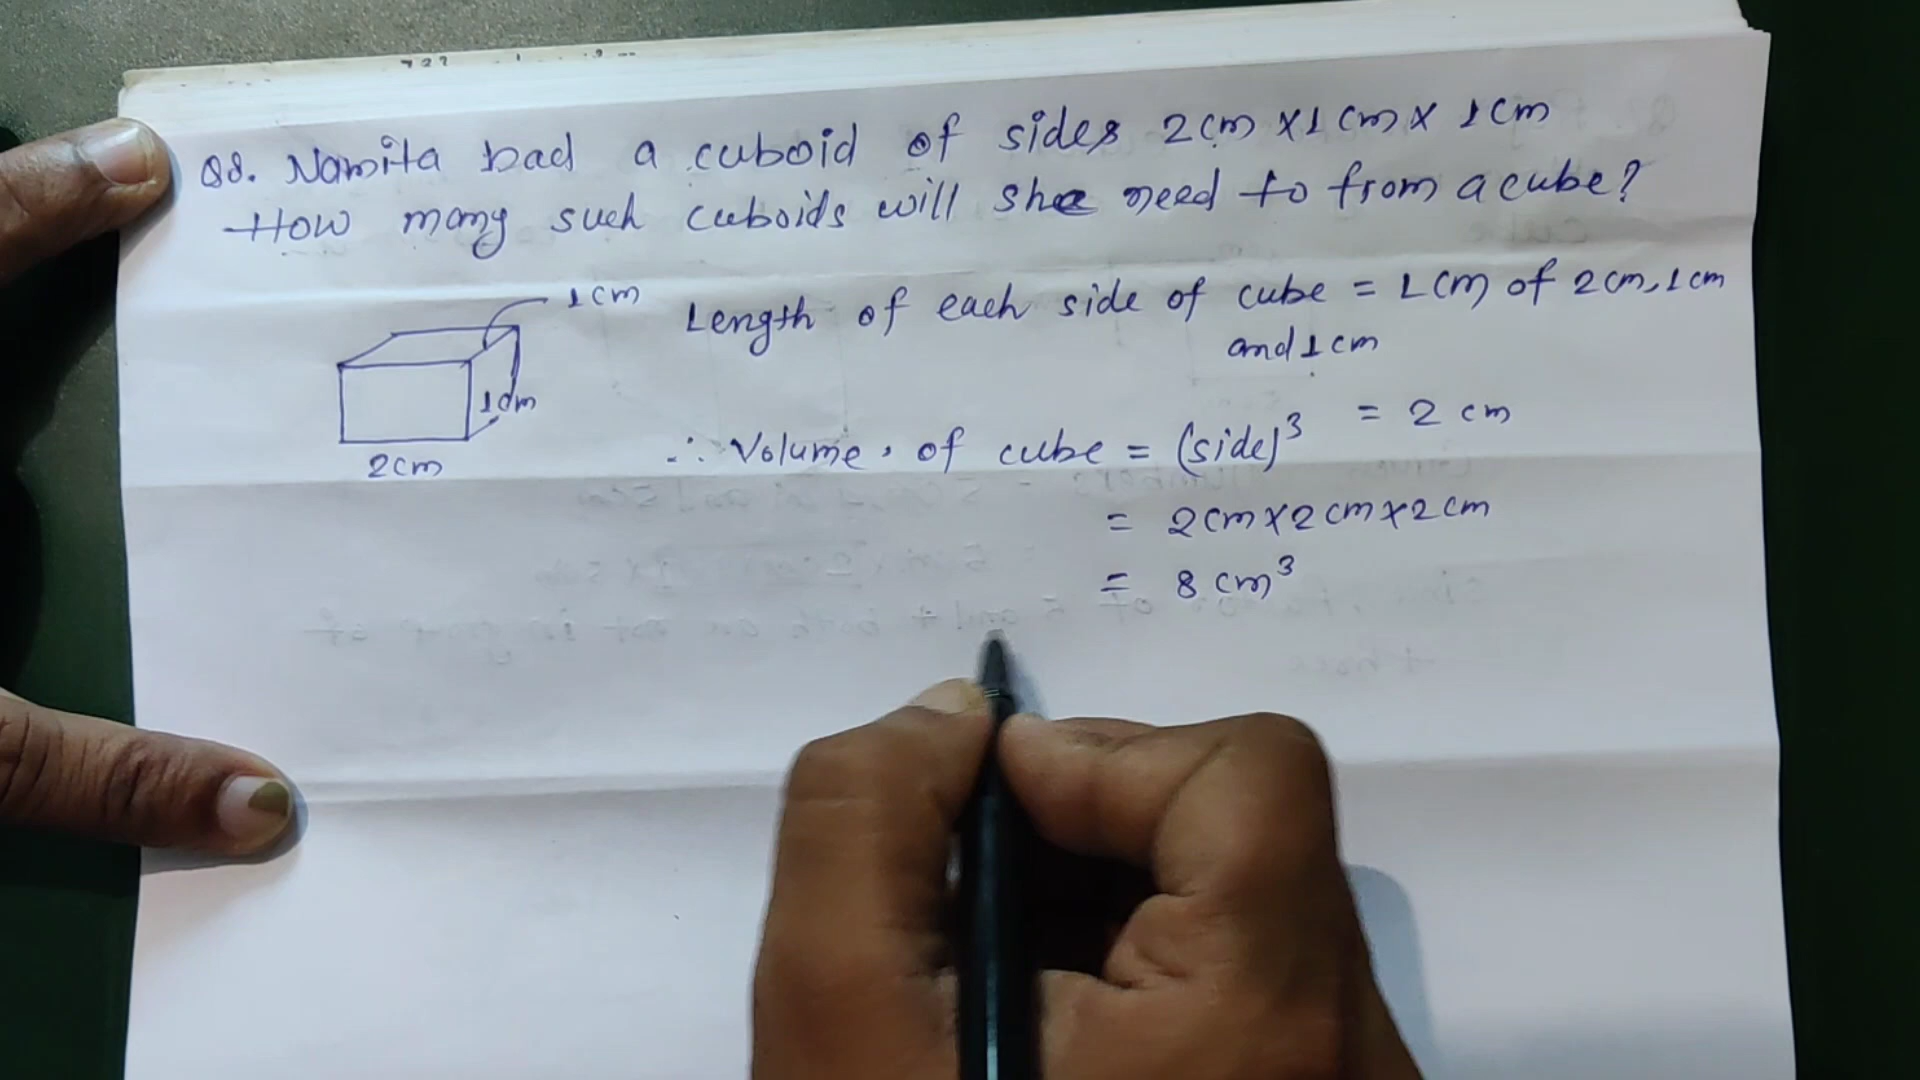 Q8. Namita had a cuboid of sides 2cm x 1cm x 1cm
How many such cuboids will she need to from a cube?
1cm
Length of each side of cube = LCM of 2cm, 1cm
and 1cm
1cm
= 2 cm
∴ Volume of cube = (side)³
2cm
= 2cm x 2cm x 2cm
= 8 cm³